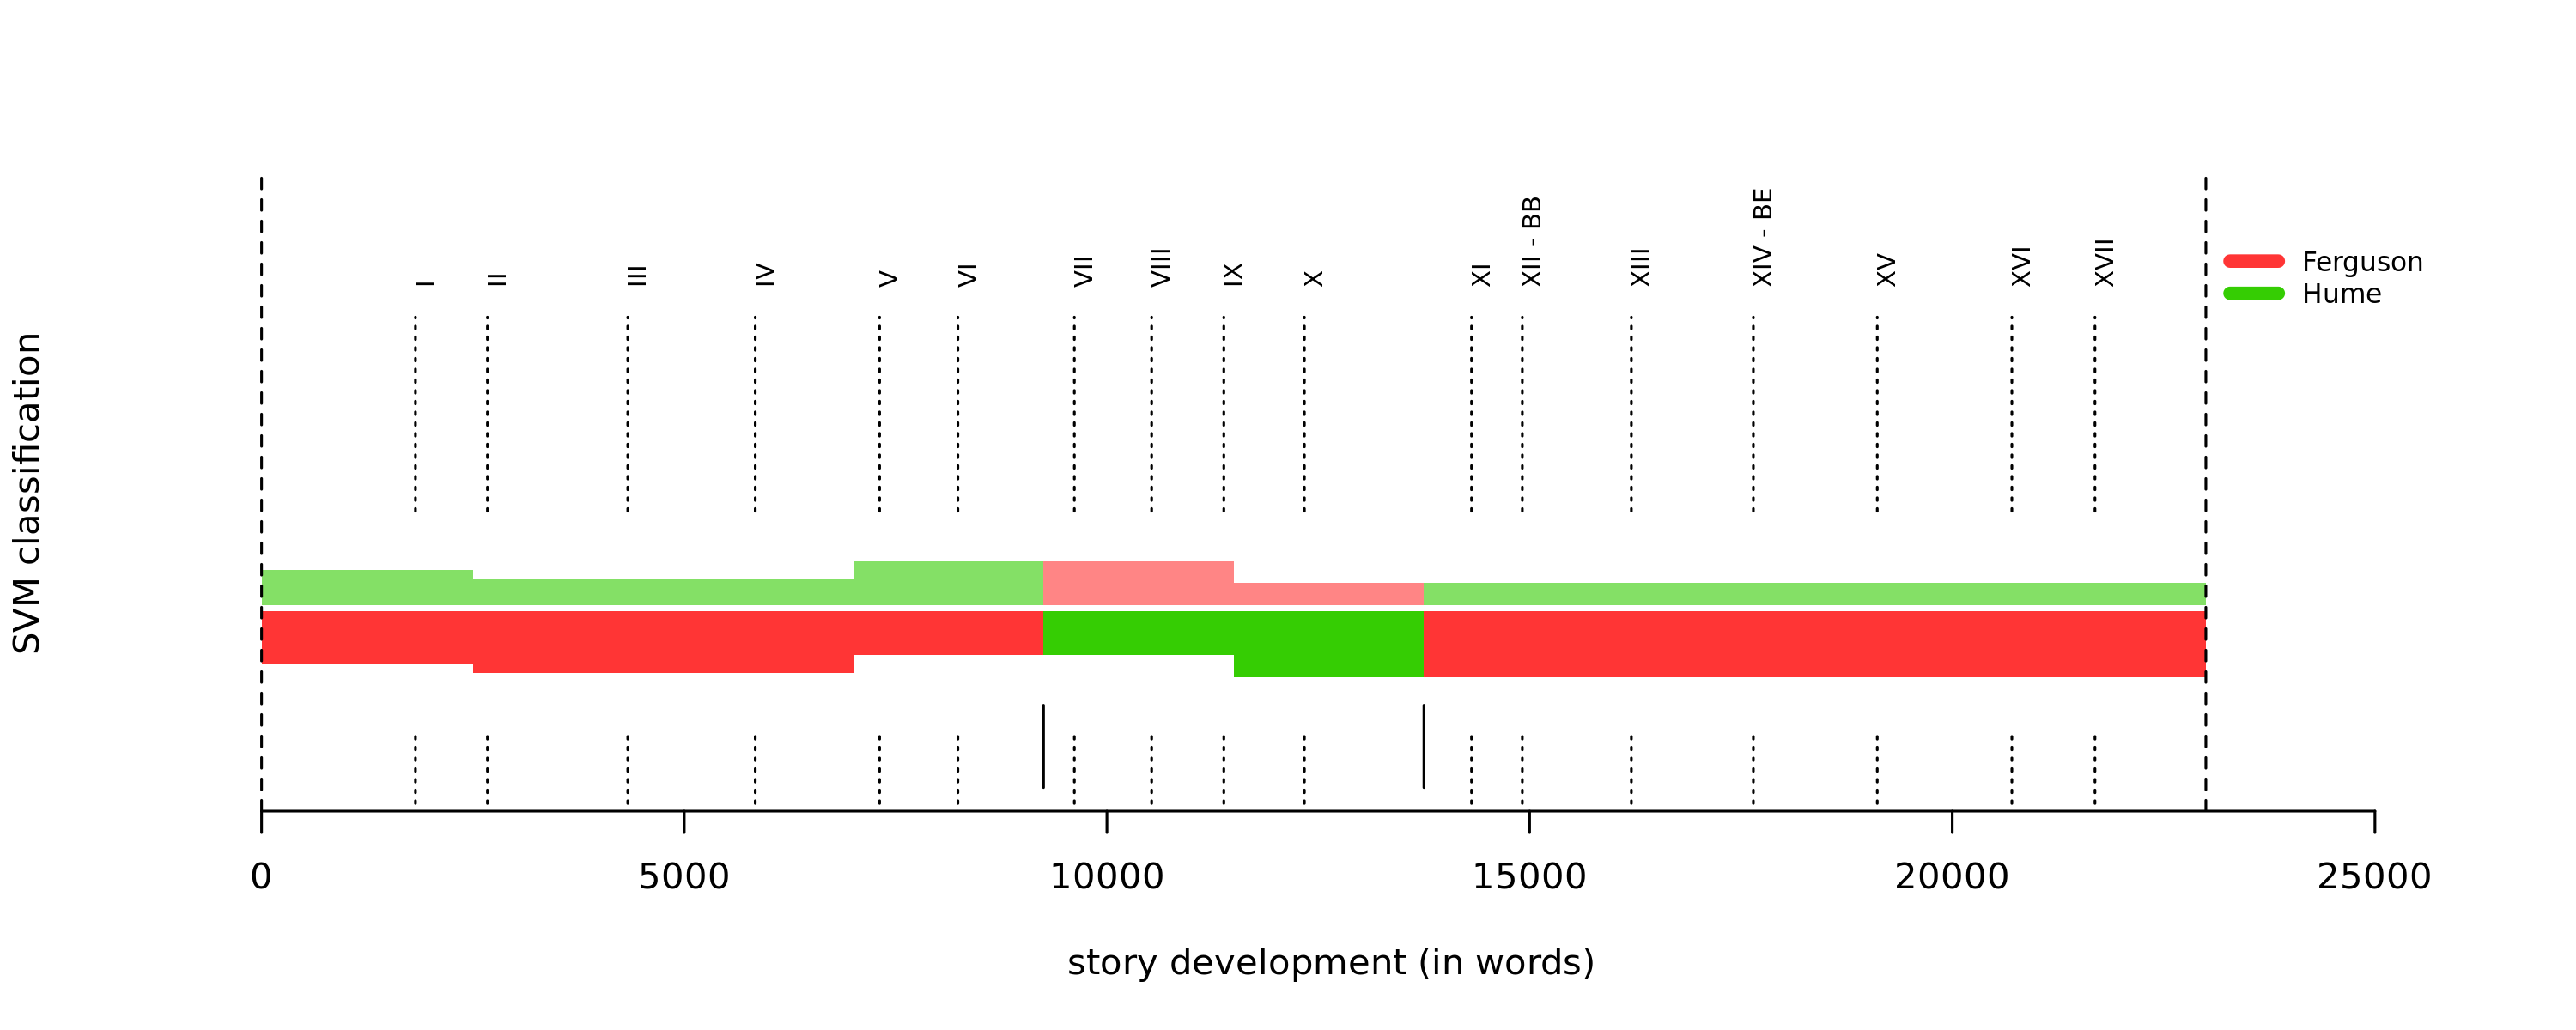 SVM classification
I
II
III
IV
V
VI
VII
VIII
IX
X
XI
XII - BB
XIII
XIV - BE
XV
XVI
XVII
Ferguson
Hume
0
5000
10000
15000
20000
25000
story development (in words)